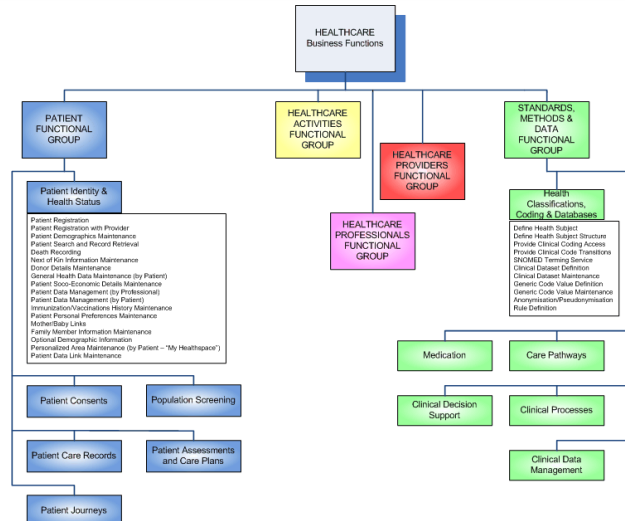 HEALTHCARE
Business Functions
PATIENT
FUNCTIONAL
GROUP
HEALTHCARE
ACTIVITIES
FUNCTIONAL
GROUP
HEALTHCARE
PROVIDERS
FUNCTIONAL
GROUP
HEALTHCARE
PROFESSIONALS
FUNCTIONAL
GROUP
STANDARDS,
METHODS &
DATA
FUNCTIONAL
GROUP
Patient Identity &
Health Status
Patient Registration
Patient Registration with Provider
Patient Demographics Maintenance
Patient Search and Record Retrieval
Death Recording
Next of Kin Information Maintenance
Donor Details Maintenance
General Health Data Maintenance (by Patient)
Patient Soco-Economic Details Maintenance
Patient Data Management (by Professional)
Patient Data Management (by Patient)
Immunization/Vaccinations History Maintenance
Patient Personal Preferences Maintenance
Mother/Baby Links
Family Member Information Maintenance
Optional Demographic Information
Personalized Area Maintenance (by Patient – "My Healthspace")
Patient Data Link Maintenance
Health
Classifications,
Coding & Databases
Define Health Subject
Define Health Subject Structure
Provide Clinical Coding Access
Provide Clinical Code Transitions
SNOMED Terming Service
Clinical Dataset Definition
Clinical Dataset Maintenance
Generic Code Value Definition
Generic Code Value Maintenance
Anonymisation/Pseudonymisation
Rule Definition
Patient Consents
Population Screening
Patient Care Records
Patient Assessments
and Care Plans
Patient Journeys
Medication
Care Pathways
Clinical Decision
Support
Clinical Processes
Clinical Data
Management